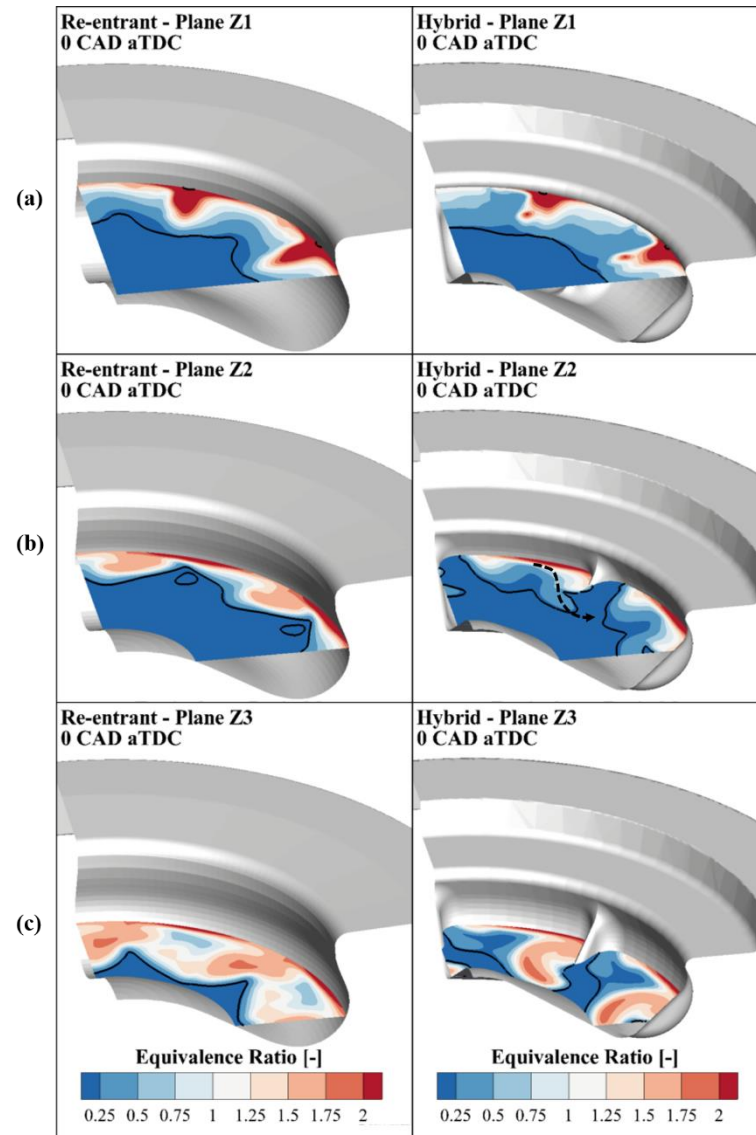 Re-entrant - Plane Z1
0 CAD aTDC
Hybrid - Plane Z1
0 CAD aTDC
(a)
Re-entrant - Plane Z2
0 CAD aTDC
Hybrid - Plane Z2
0 CAD aTDC
(b)
Re-entrant - Plane Z3
0 CAD aTDC
Hybrid - Plane Z3
0 CAD aTDC
(c)
Equivalence Ratio [-]
0.25 0.5 0.75 1 1.25 1.5 1.75 2
Equivalence Ratio [-]
0.25 0.5 0.75 1 1.25 1.5 1.75 2